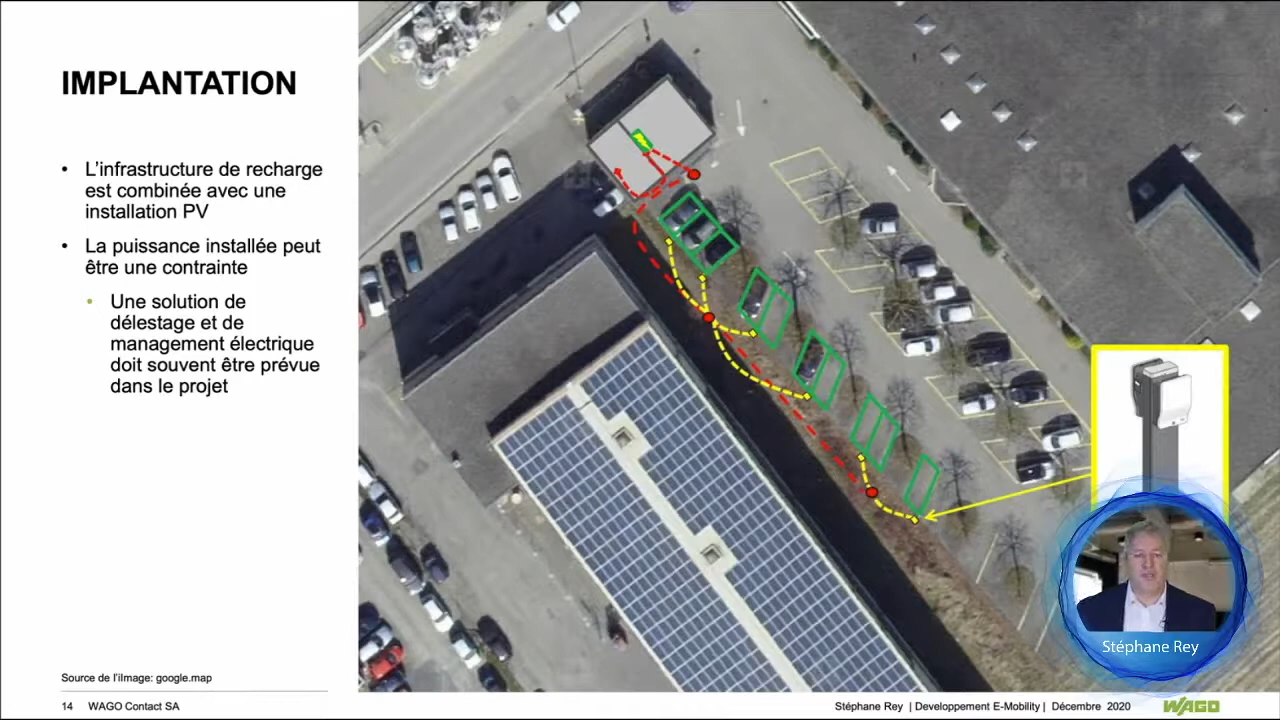 IMPLANTATION
• L’infrastructure de recharge
est combinée avec une
installation PV
• La puissance installée peut
être une contrainte
• Une solution de
délestage et de
management électrique
doit souvent être prévue
dans le projet
Stéphane Rey
Source de l’iImage: google.map
14 WAGO Contact SA
Stéphane Rey | Developpement E-Mobility | Décembre 2020
WAGO